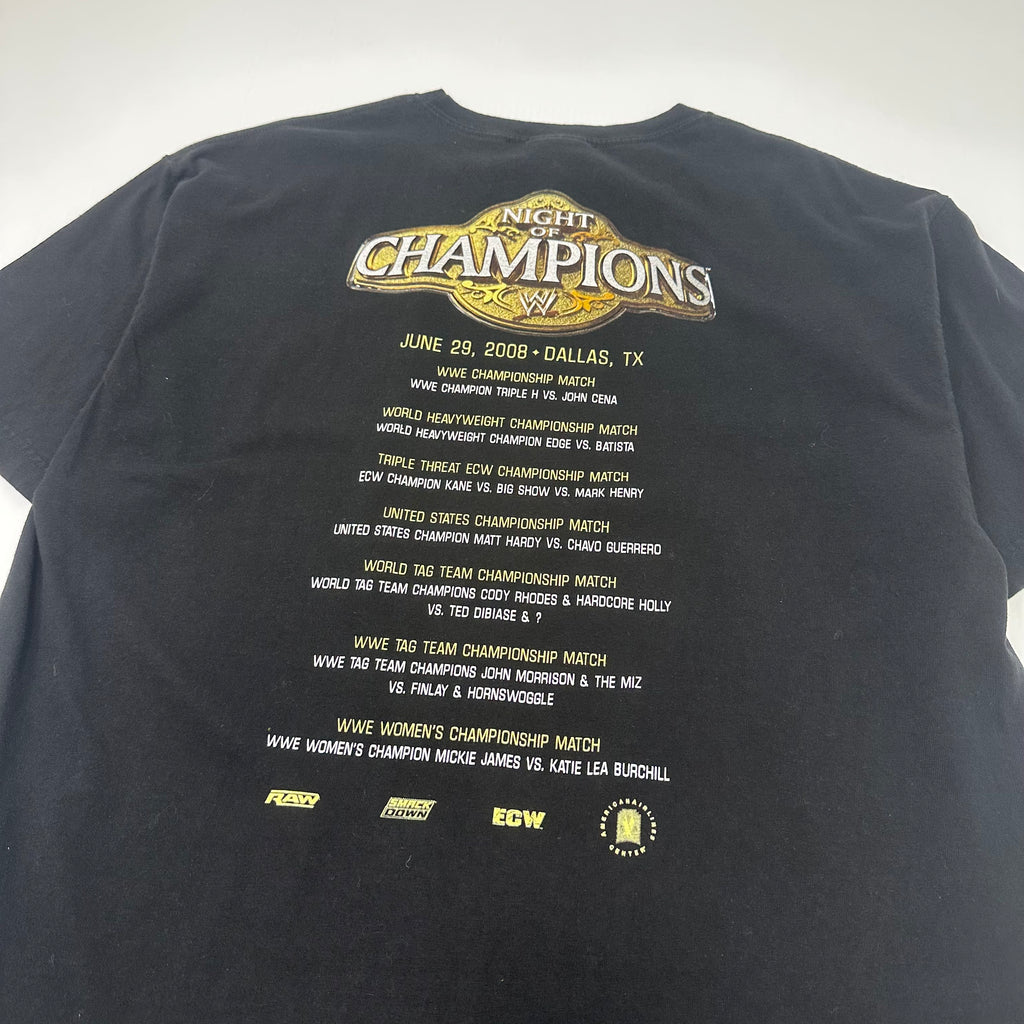 NIGHT
OF
CHAMPIONS
W
JUNE 29, 2008 • DALLAS, TX
WWE CHAMPIONSHIP MATCH
WWE CHAMPION TRIPLE H VS. JOHN CENA
WORLD HEAVYWEIGHT CHAMPIONSHIP MATCH
WORLD HEAVYWEIGHT CHAMPION EDGE VS. BATISTA
TRIPLE THREAT ECW CHAMPIONSHIP MATCH
ECW CHAMPION KANE VS. BIG SHOW VS. MARK HENRY
UNITED STATES CHAMPIONSHIP MATCH
UNITED STATES CHAMPION MATT HARDY VS. CHAVO GUERRERO
WORLD TAG TEAM CHAMPIONSHIP MATCH
WORLD TAG TEAM CHAMPIONS CODY RHODES & HARDCORE HOLLY
VS. TED DIBIASE & ?
WWE TAG TEAM CHAMPIONSHIP MATCH
WWE TAG TEAM CHAMPIONS JOHN MORRISON & THE MIZ
VS. FINLAY & HORNSWOGGLE
WWE WOMEN'S CHAMPIONSHIP MATCH
WWE WOMEN'S CHAMPION MICKIE JAMES VS. KATIE LEA BURCHILL
RAW
SMACK
DOWN
ECW
AMERICAN AIRLINES
CENTER